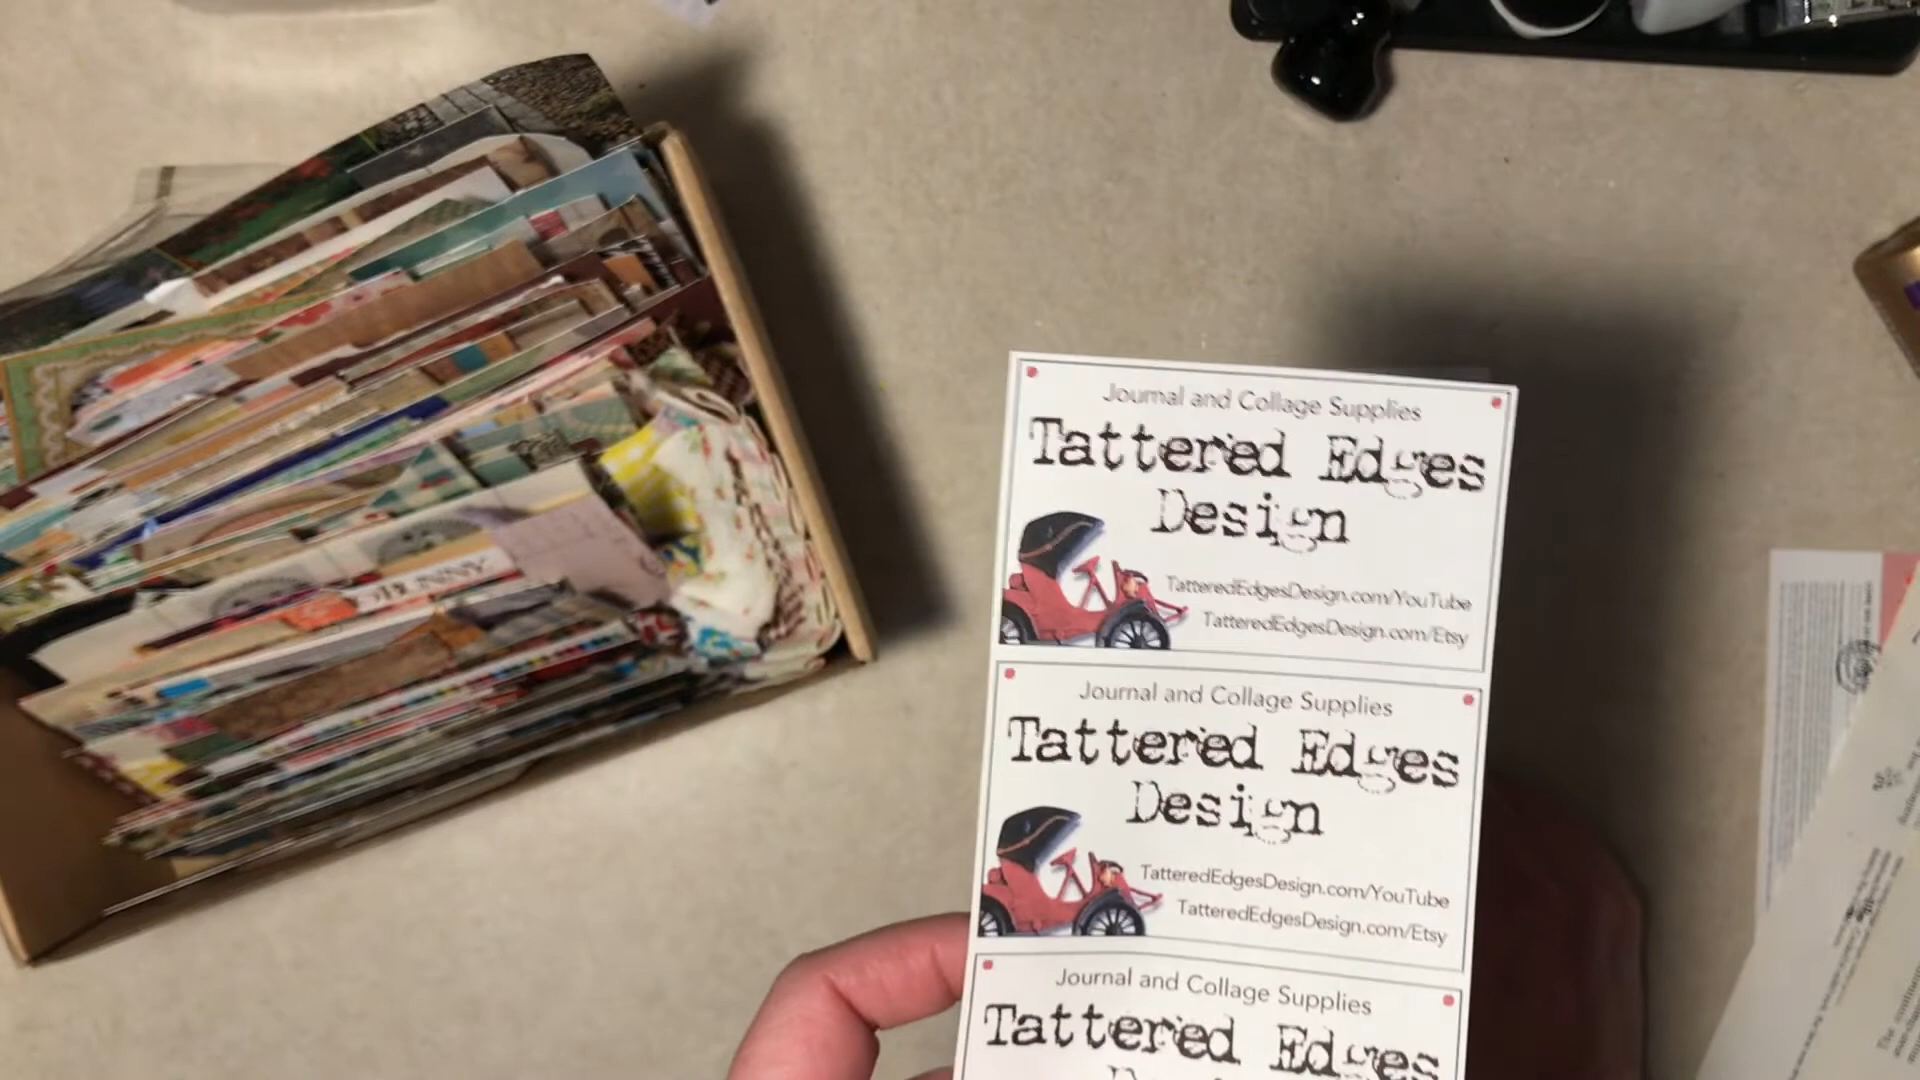 Journal and Collage Supplies
Tattered Edges
Design
TatteredEdgesDesign.com/YouTube
TatteredEdgesDesign.com/Etsy
Journal and Collage Supplies
Tattered Edges
Design
TatteredEdgesDesign.com/YouTube
TatteredEdgesDesign.com/Etsy
Journal and Collage Supplies
Tattered Edges